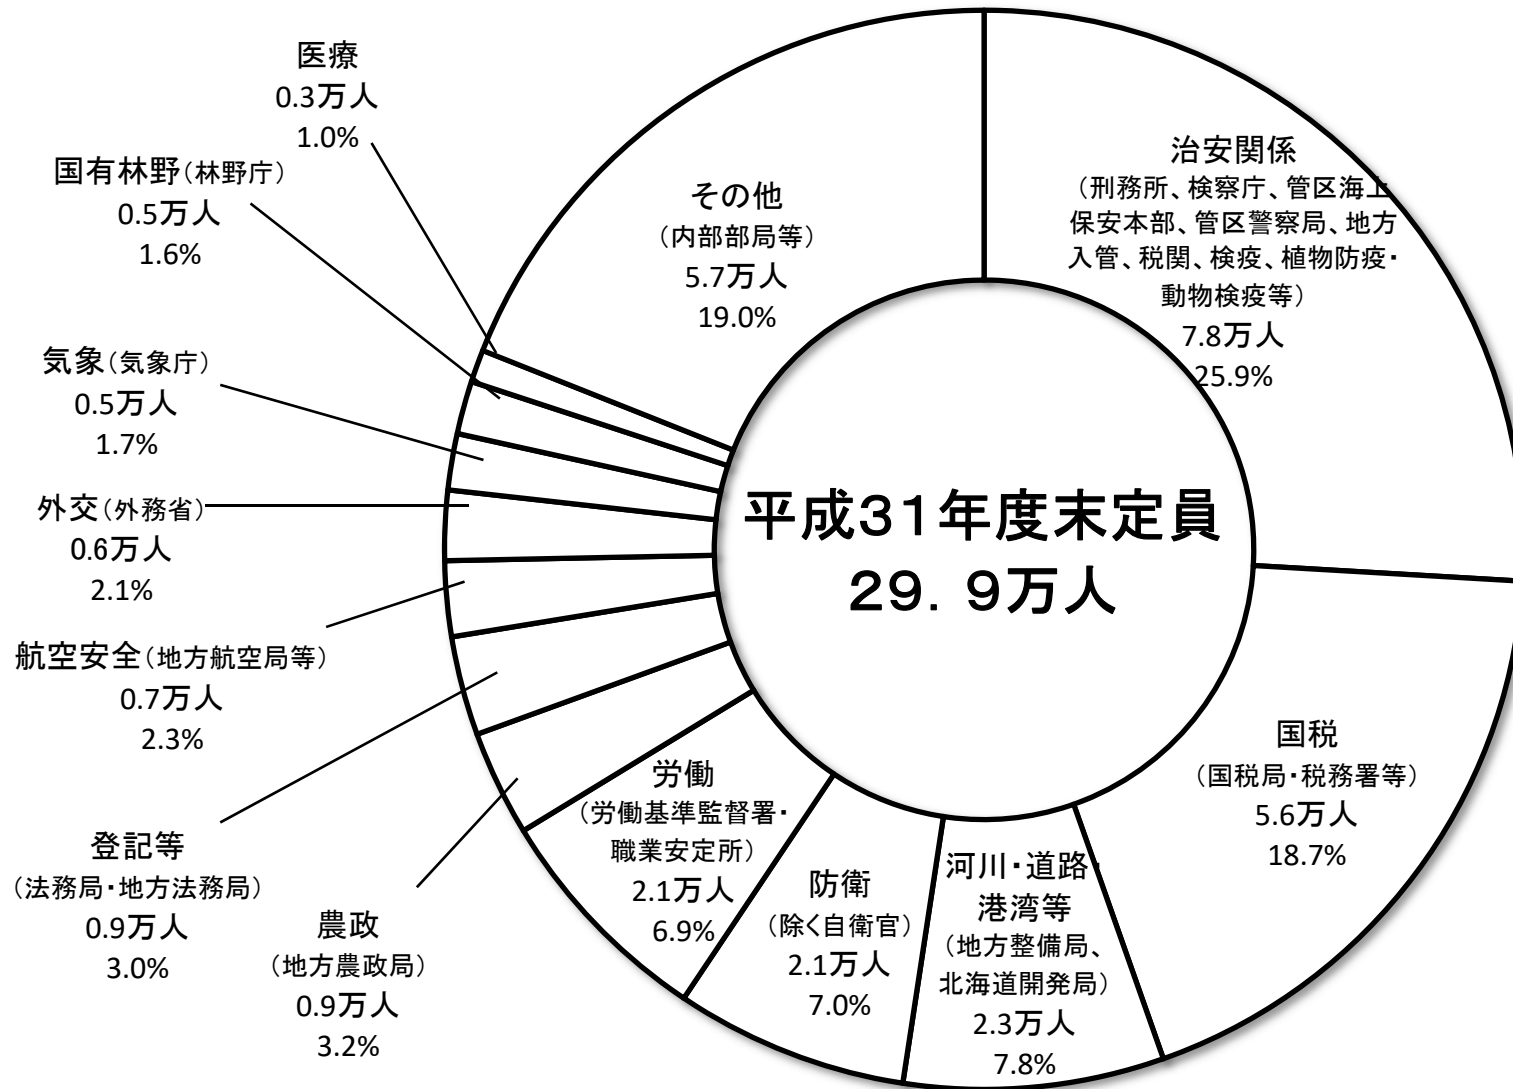 医療
0.3万人
1.0%
国有林野（林野庁）
0.5万人
1.6%
気象（気象庁）
0.5万人
1.7%
外交（外務省）
0.6万人
2.1%
航空安全（地方航空局等）
0.7万人
2.3%
登記等
（法務局・地方法務局）
0.9万人
3.0%
農政
（地方農政局）
0.9万人
3.2%
労働
（労働基準監督署・
職業安定所）
2.1万人
6.9%
防衛
（除く自衛官）
2.1万人
7.0%
河川・道路・
港湾等
（地方整備局、
北海道開発局）
2.3万人
7.8%
国税
（国税局・税務署等）
5.6万人
18.7%
治安関係
（刑務所、検察庁、管区海上
保安本部、管区警察局、地方
入管、税関、検疫、植物防疫・
動物検疫等）
7.8万人
25.9%
その他
（内部部局等）
5.7万人
19.0%
平成３１年度末定員
２９．９万人